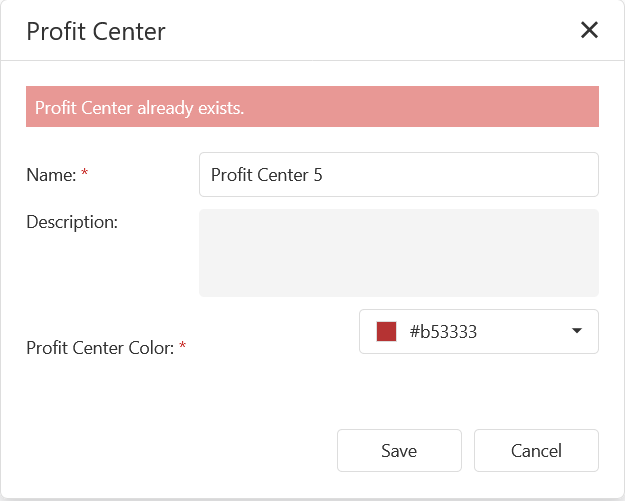 Profit Center
Profit Center already exists.
Name: *
Profit Center 5
Description:
Profit Center Color: *
#b53333
Save
Cancel